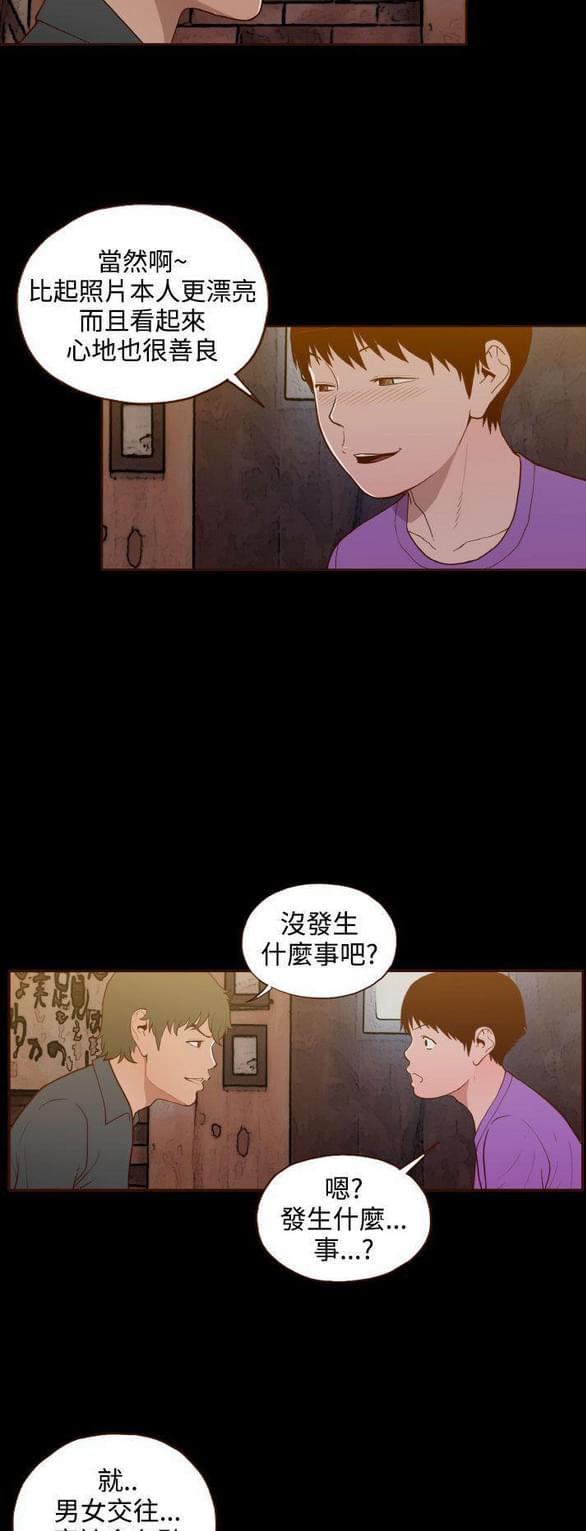 當然啊~
比起照片本人更漂亮
而且看起來
心地也很善良
沒發生
什麼事吧?
嗯?
發生什麼...
事...?
就..
男女交往...